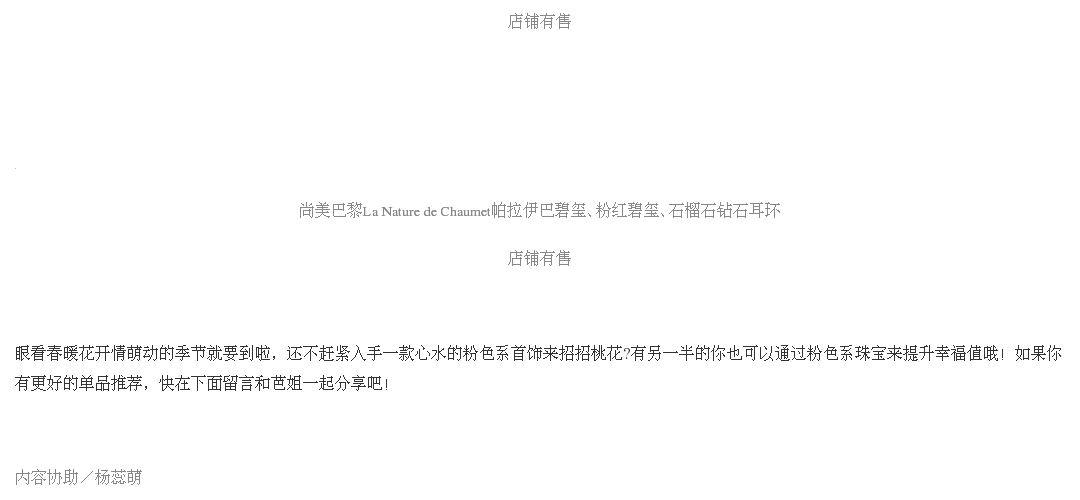 店铺有售
尚美巴黎La Nature de Chaumet帕拉伊巴碧玺、粉红碧玺、石榴石钻石耳环
店铺有售
眼看春暖花开情萌动的季节就要到啦，还不赶紧入手一款心水的粉色系首饰来招招桃花?有另一半的你也可以通过粉色系珠宝来提升幸福值哦！如果你
有更好的单品推荐，快在下面留言和芭姐一起分享吧！
内容协助／杨蕊萌